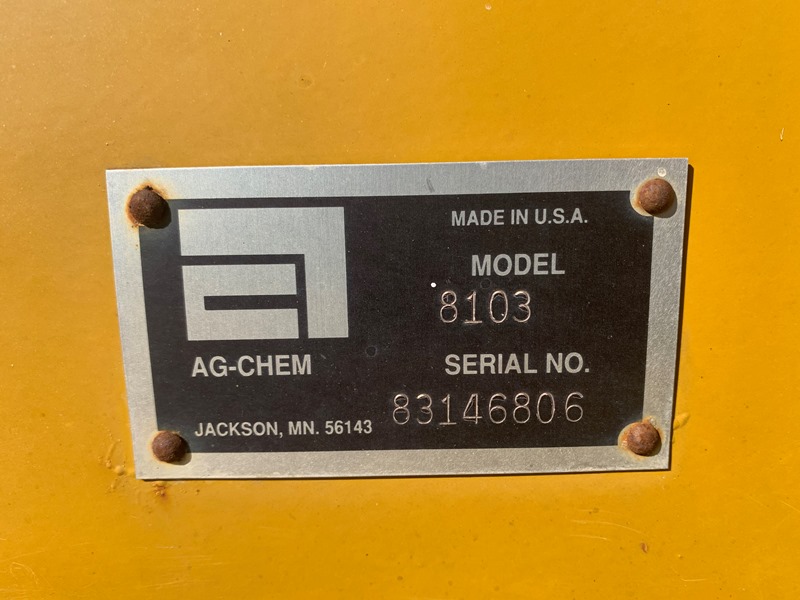 MADE IN U.S.A.
MODEL
8103
AG-CHEM
SERIAL NO.
83146806
JACKSON, MN. 56143